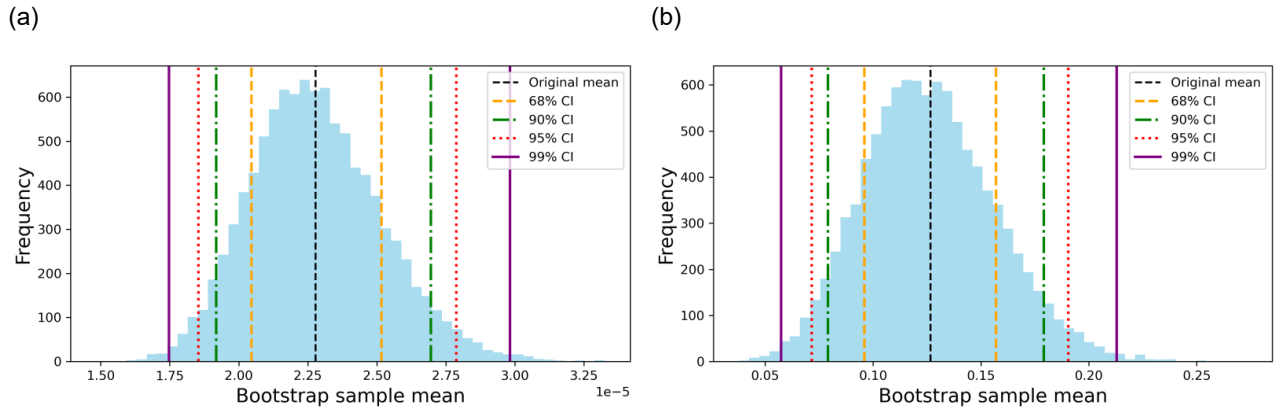 (a)
(b)
Original mean
68% CI
90% CI
95% CI
99% CI
Frequency
600
500
400
300
200
100
0
1.50
1.75
2.00
2.25
2.50
2.75
3.00
3.25
1e−5
Bootstrap sample mean
Original mean
68% CI
90% CI
95% CI
99% CI
Frequency
600
500
400
300
200
100
0
0.05
0.10
0.15
0.20
0.25
Bootstrap sample mean